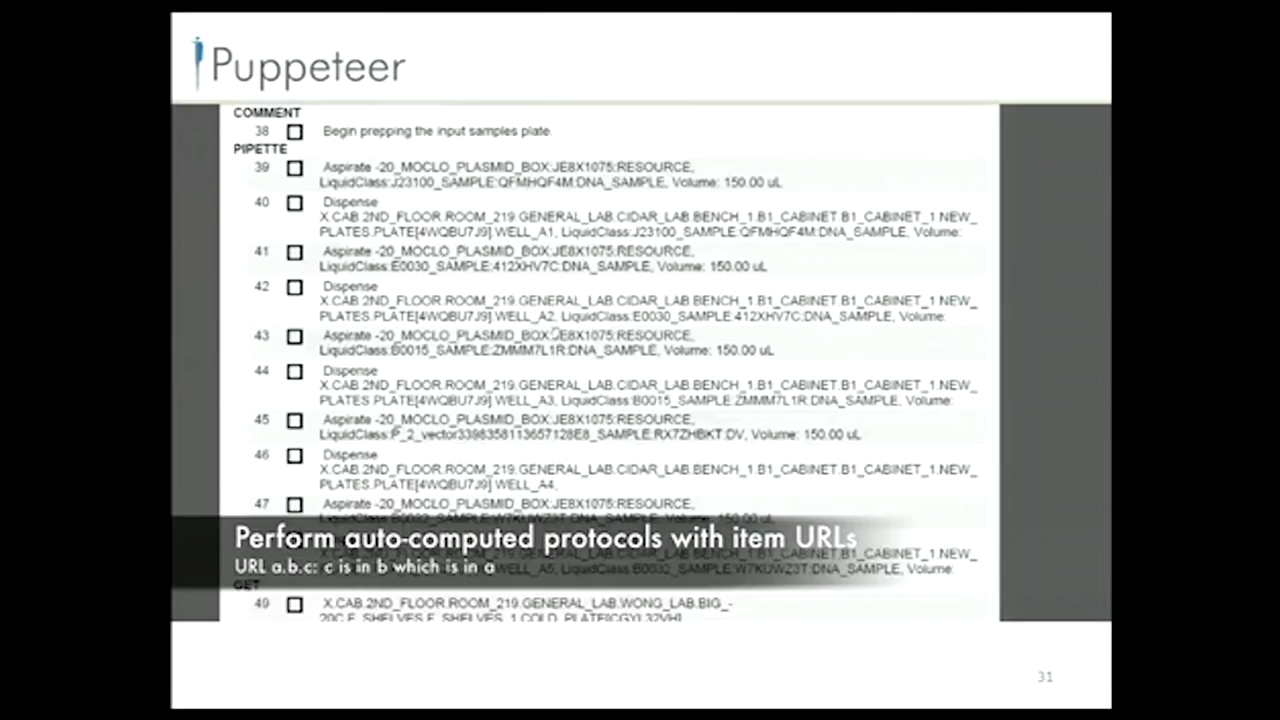 Puppeteer
COMMENT
38 Begin prepping the input samples plate.
PIPETTE
39 Aspirate -20_MOCLO_PLASMID_BOX:JE8X1075:RESOURCE,
LiquidClass:J23100_SAMPLE:QFMHQF4M:DNA_SAMPLE, Volume: 150.00 uL
40 Dispense
X.CAB.2ND_FLOOR.ROOM_219.GENERAL_LAB.CIDAR_LAB.BENCH_1.B1_CABINET.B1_CABINET_1.NEW_
PLATES.PLATE[4WQBU7J9].WELL_A1, LiquidClass:J23100_SAMPLE:QFMHQF4M:DNA_SAMPLE, Volume:
41 Aspirate -20_MOCLO_PLASMID_BOX:JE8X1075:RESOURCE,
LiquidClass:E0030_SAMPLE:412XHV7C:DNA_SAMPLE, Volume: 150.00 uL
42 Dispense
X.CAB.2ND_FLOOR.ROOM_219.GENERAL_LAB.CIDAR_LAB.BENCH_1.B1_CABINET.B1_CABINET_1.NEW_
PLATES.PLATE[4WQBU7J9].WELL_A2, LiquidClass:E0030_SAMPLE:412XHV7C:DNA_SAMPLE, Volume:
43 Aspirate -20_MOCLO_PLASMID_BOX:JE8X1075:RESOURCE,
LiquidClass:B0015_SAMPLE:ZMMM7L1R:DNA_SAMPLE, Volume: 150.00 uL
44 Dispense
X.CAB.2ND_FLOOR.ROOM_219.GENERAL_LAB.CIDAR_LAB.BENCH_1.B1_CABINET.B1_CABINET_1.NEW_
PLATES.PLATE[4WQBU7J9].WELL_A3, LiquidClass:B0015_SAMPLE:ZMMM7L1R:DNA_SAMPLE, Volume:
45 Aspirate -20_MOCLO_PLASMID_BOX:JE8X1075:RESOURCE,
LiquidClass:P_2_vector3398358113657128E8_SAMPLE:RX7ZHBKT:DV, Volume: 150.00 uL
46 Dispense
X.CAB.2ND_FLOOR.ROOM_219.GENERAL_LAB.CIDAR_LAB.BENCH_1.B1_CABINET.B1_CABINET_1.NEW_
PLATES.PLATE[4WQBU7J9].WELL_A4,
47 Aspirate -20_MOCLO_PLASMID_BOX:JE8X1075:RESOURCE,
LiquidClass:B0032_SAMPLE:W7KUWZ3T:DNA_SAMPLE, Volume: 150.00 uL
Perform auto-computed protocols with item URLs
URL a.b.c: c is in b which is in a
WELL_A5, LiquidClass:B0032_SAMPLE:W7KUWZ3T:DNA_SAMPLE, Volume:
GET
49 X.CAB.2ND_FLOOR.ROOM_219.GENERAL_LAB.WONG_LAB.BIG_-
31